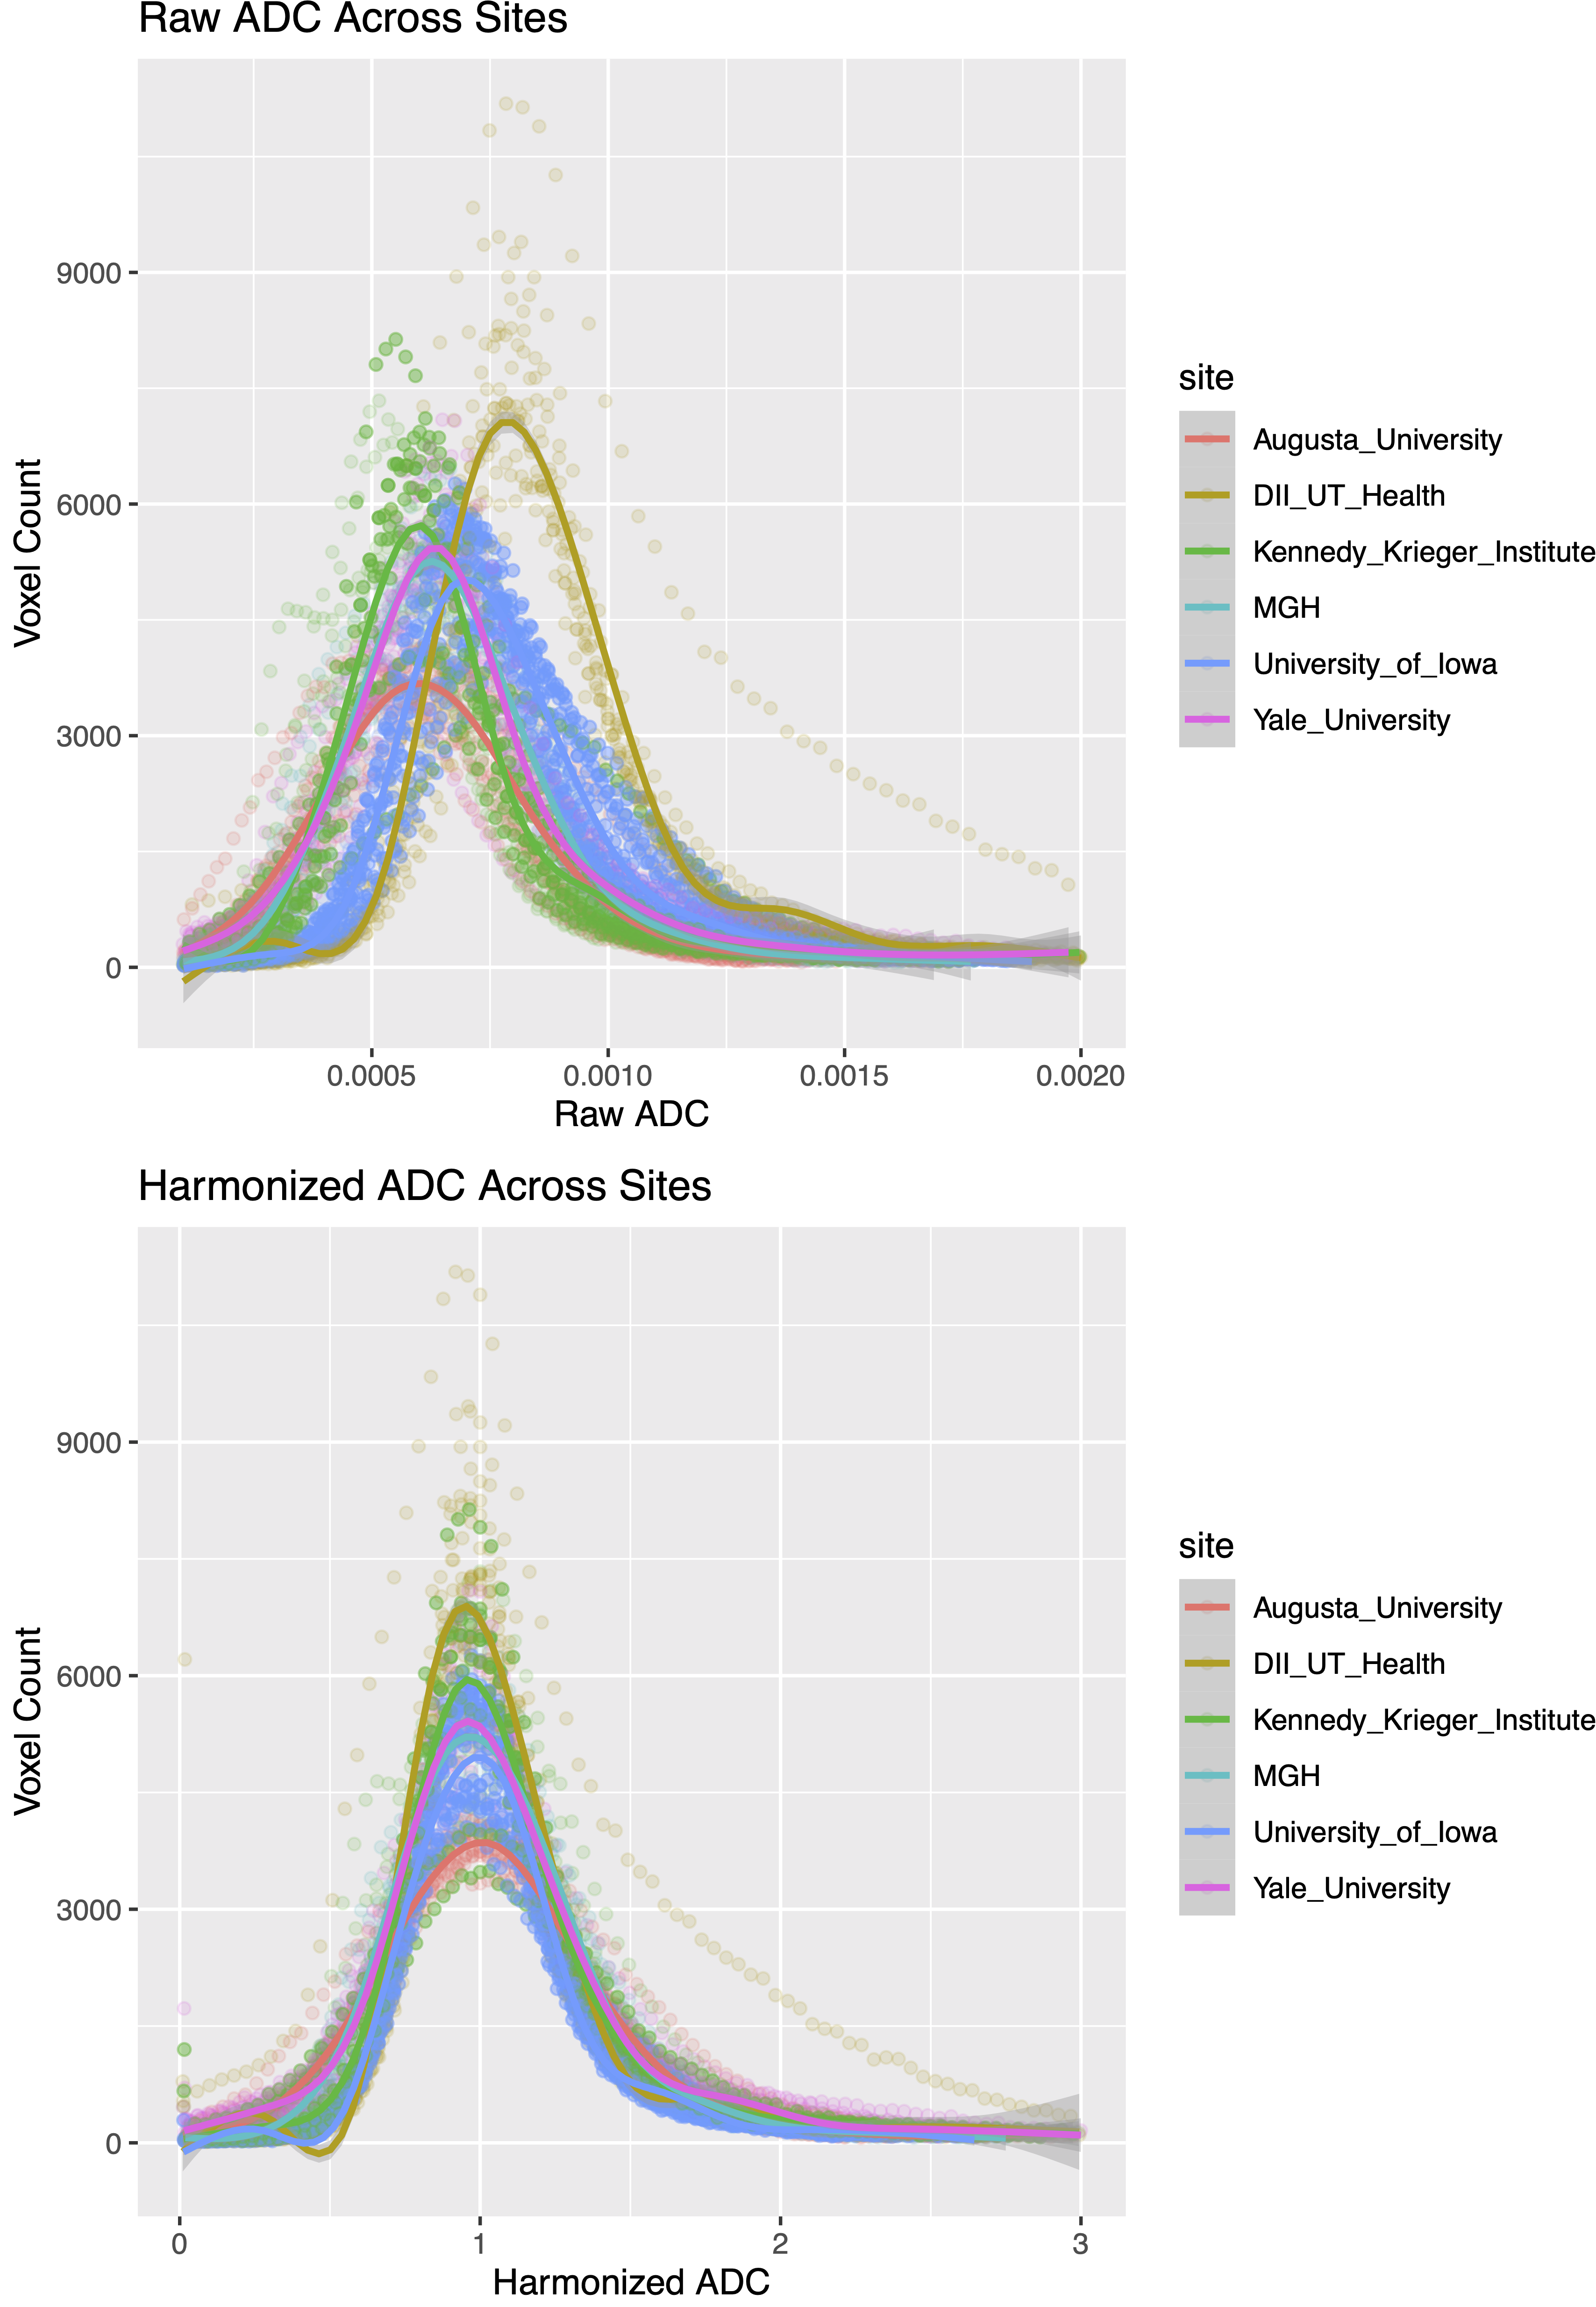 Raw ADC Across Sites
9000
6000
3000
0
Voxel Count
0.0005 0.0010 0.0015 0.0020
Raw ADC
site
Augusta_University
DII_UT_Health
Kennedy_Krieger_Institute
MGH
University_of_Iowa
Yale_University
Harmonized ADC Across Sites
9000
6000
3000
0
Voxel Count
0 1 2 3
Harmonized ADC
site
Augusta_University
DII_UT_Health
Kennedy_Krieger_Institute
MGH
University_of_Iowa
Yale_University